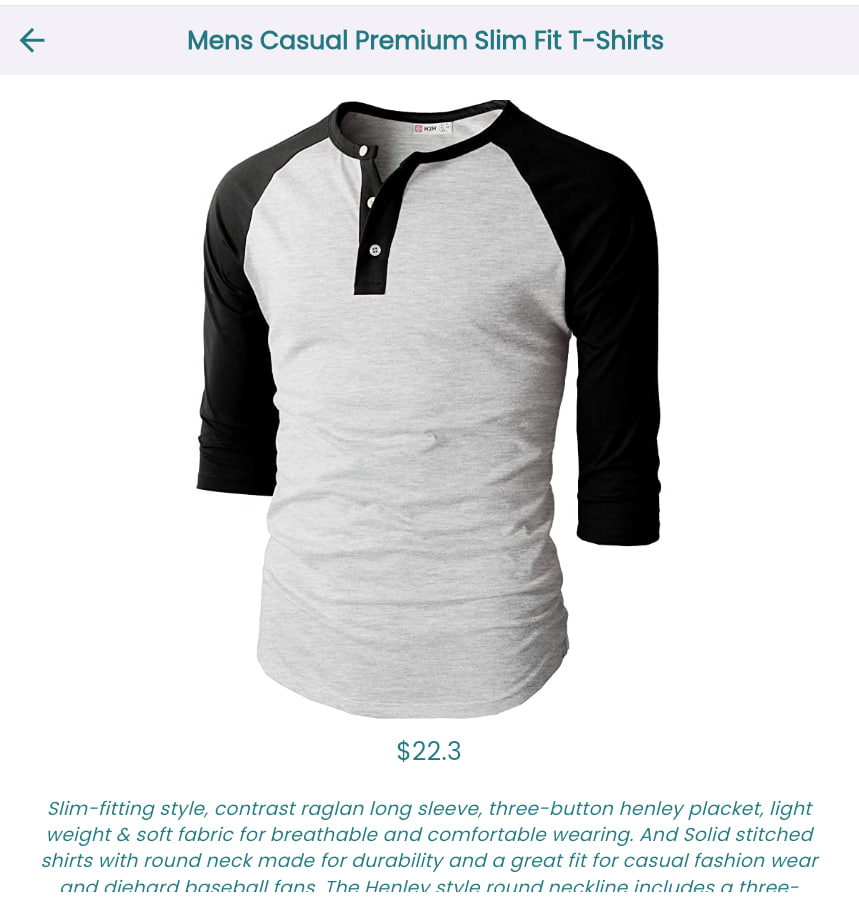 Mens Casual Premium Slim Fit T-Shirts
H2H
$22.3
Slim-fitting style, contrast raglan long sleeve, three-button henley placket, light
weight & soft fabric for breathable and comfortable wearing. And Solid stitched
shirts with round neck made for durability and a great fit for casual fashion wear
and diehard baseball fans. The Henley style round neckline includes a three-